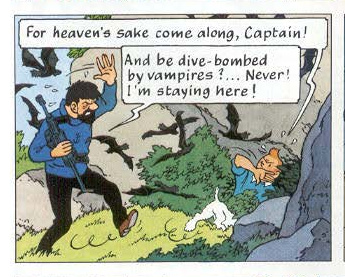 For heaven's sake come along, Captain!
And be dive-bombed
by vampires?... Never!
I'm staying here!